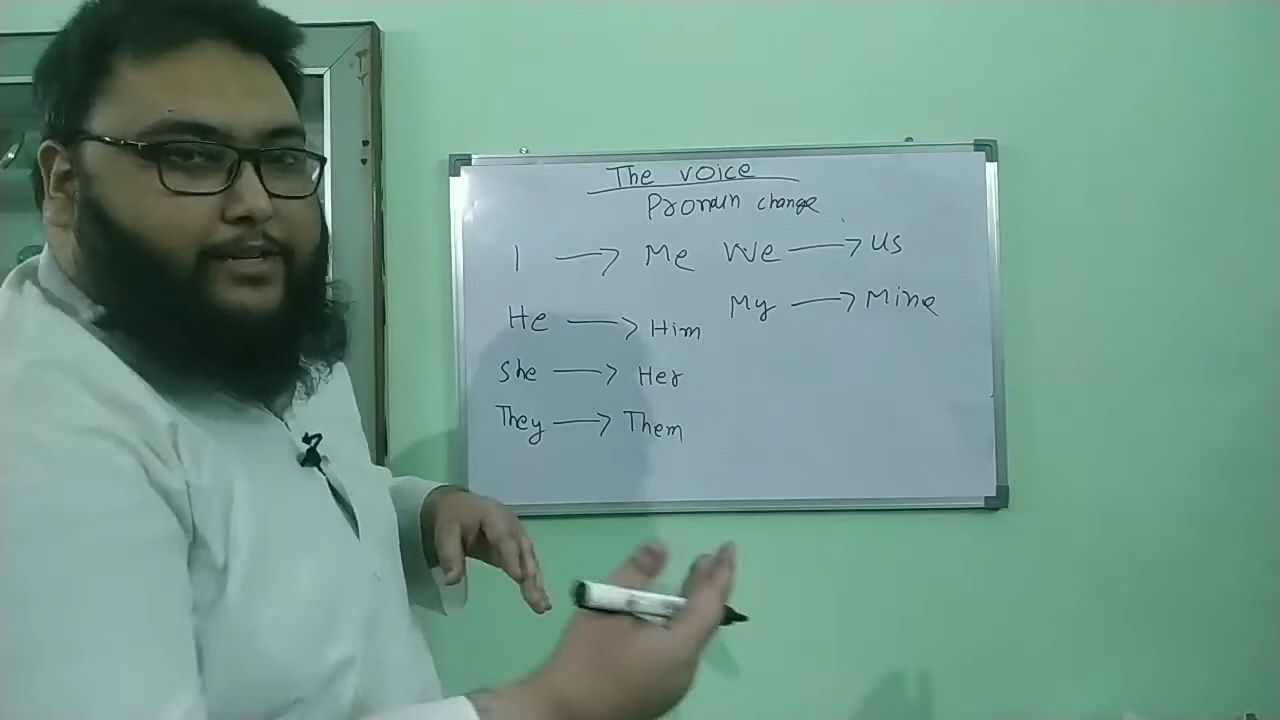 The voice
Pronoun change
I → Me We → us
My → Mine
He → Him
She → Her
They → Them